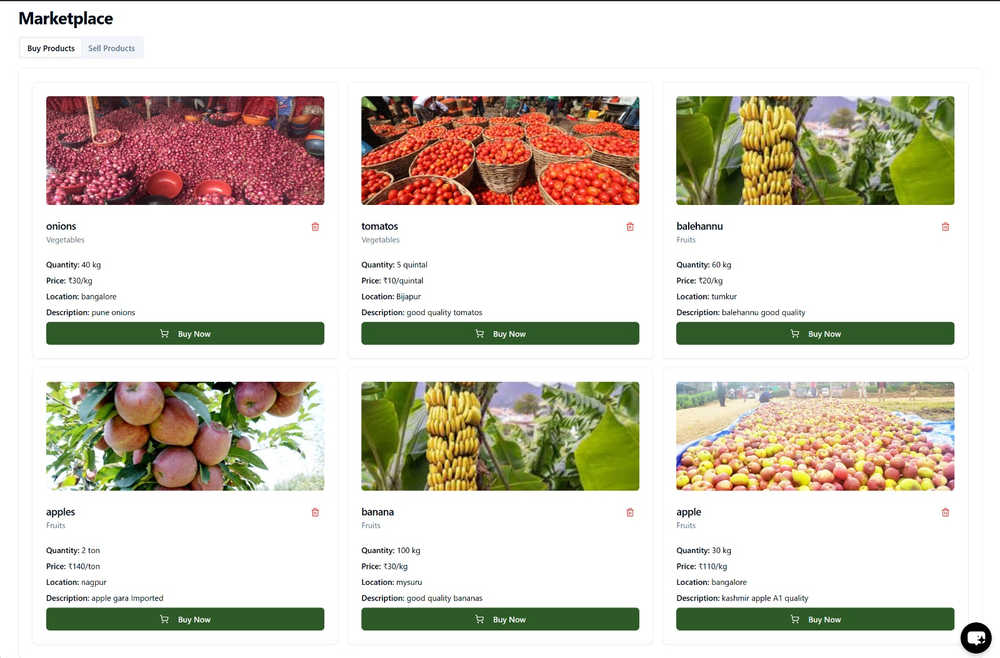 Marketplace
Buy Products Sell Products
onions
Vegetables
Quantity: 40 kg
Price: ₹30/kg
Location: bangalore
Description: pune onions
Buy Now
tomatos
Vegetables
Quantity: 5 quintal
Price: ₹10/quintal
Location: Bijapur
Description: good quality tomatos
Buy Now
balehannu
Fruits
Quantity: 60 kg
Price: ₹20/kg
Location: tumkur
Description: balehannu good quality
Buy Now
apples
Fruits
Quantity: 2 ton
Price: ₹140/ton
Location: nagpur
Description: apple gara Imported
Buy Now
banana
Fruits
Quantity: 100 kg
Price: ₹30/kg
Location: mysuru
Description: good quality bananas
Buy Now
apple
Fruits
Quantity: 30 kg
Price: ₹110/kg
Location: bangalore
Description: kashmir apple A1 quality
Buy Now